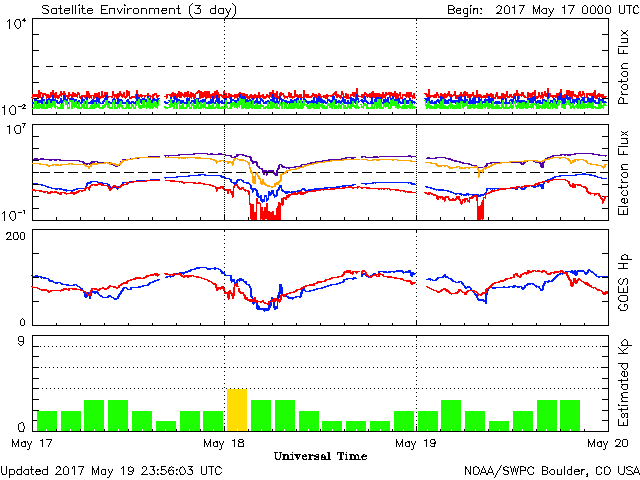 Satellite Environment (3 day)
Begin: 2017 May 17 0000 UTC
10⁴
10⁻²
Proton Flux
10⁷
10⁻¹
Electron Flux
200
0
GOES Hp
9
0
Estimated Kp
May 17
May 18
May 19
May 20
Universal Time
Updated 2017 May 19 23:56:03 UTC
NOAA/SWPC Boulder, CO USA